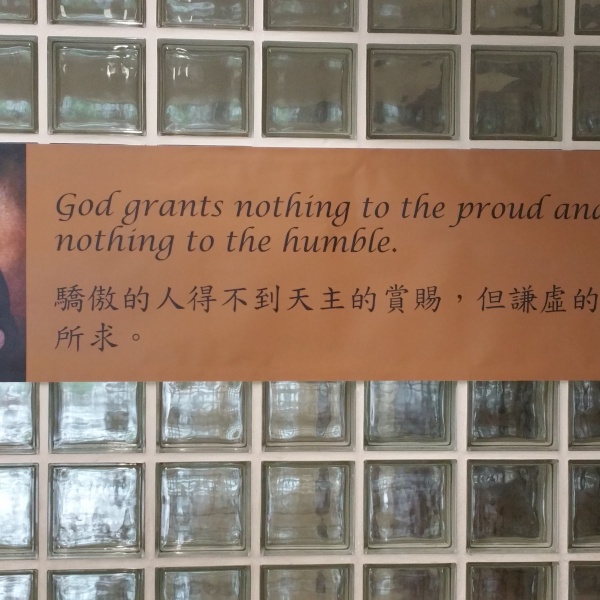 God grants nothing to the proud and
nothing to the humble.
驕傲的人得不到天主的賞賜，但謙虛的
所求。